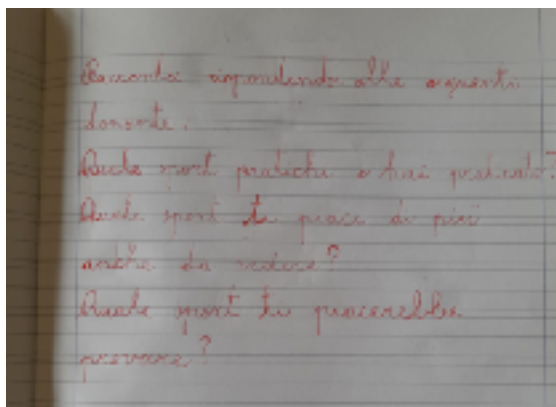 Racconta rispondendo alle seguenti
domande.
Quale sport pratichi o hai praticato?
Quale sport ti piace di più
anche da vedere?
Quale sport ti piacerebbe
provare?